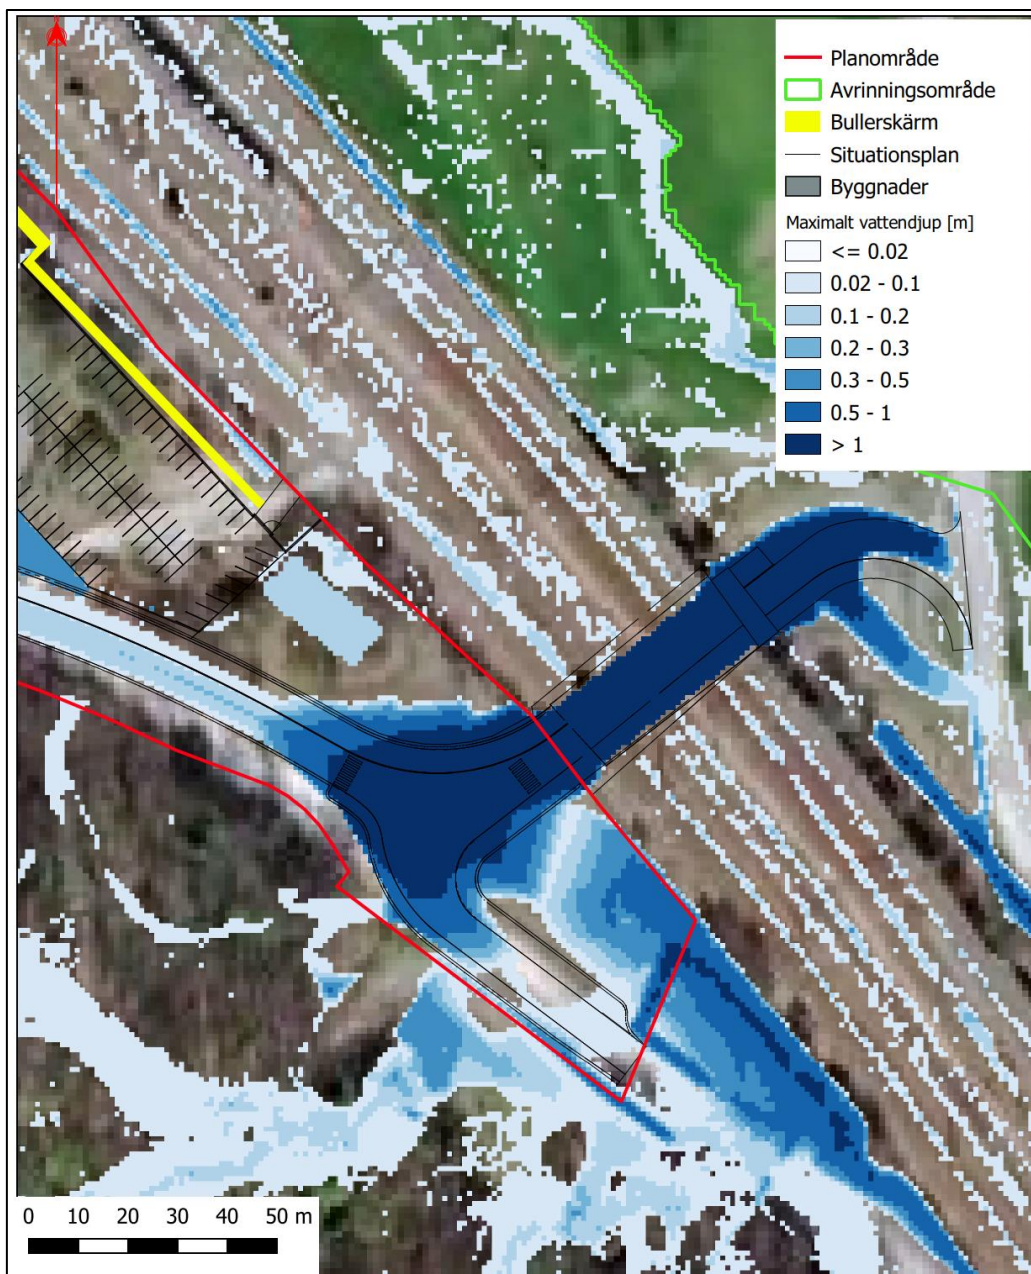 Planområde
Avrinningsområde
Bullerskärm
Situationsplan
Byggnader
Maximalt vattendjup [m]
<= 0.02
0.02 - 0.1
0.1 - 0.2
0.2 - 0.3
0.3 - 0.5
0.5 - 1
> 1
0 10 20 30 40 50 m